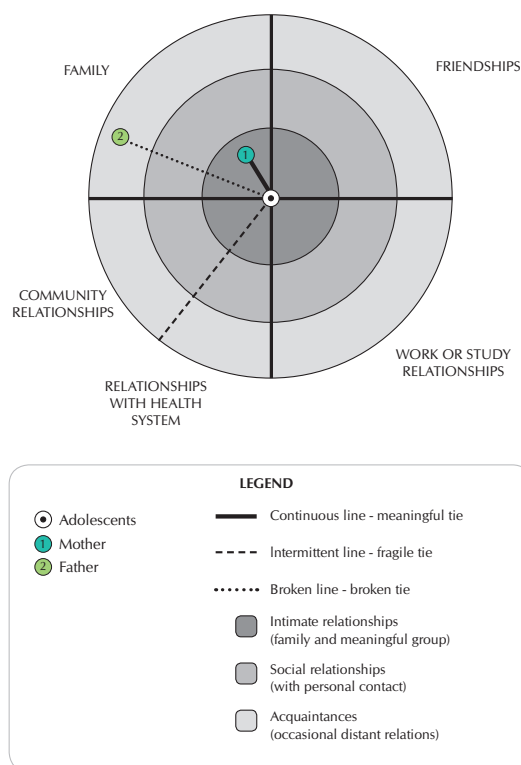 FAMILY
FRIENDSHIPS
2
1
COMMUNITY
RELATIONSHIPS
WORK OR STUDY
RELATIONSHIPS
RELATIONSHIPS
WITH HEALTH
SYSTEM
LEGEND
Adolescents
1 Mother
2 Father
Continuous line - meaningful tie
Intermittent line - fragile tie
Broken line - broken tie
Intimate relationships
(family and meaningful group)
Social relationships
(with personal contact)
Acquaintances
(occasional distant relations)